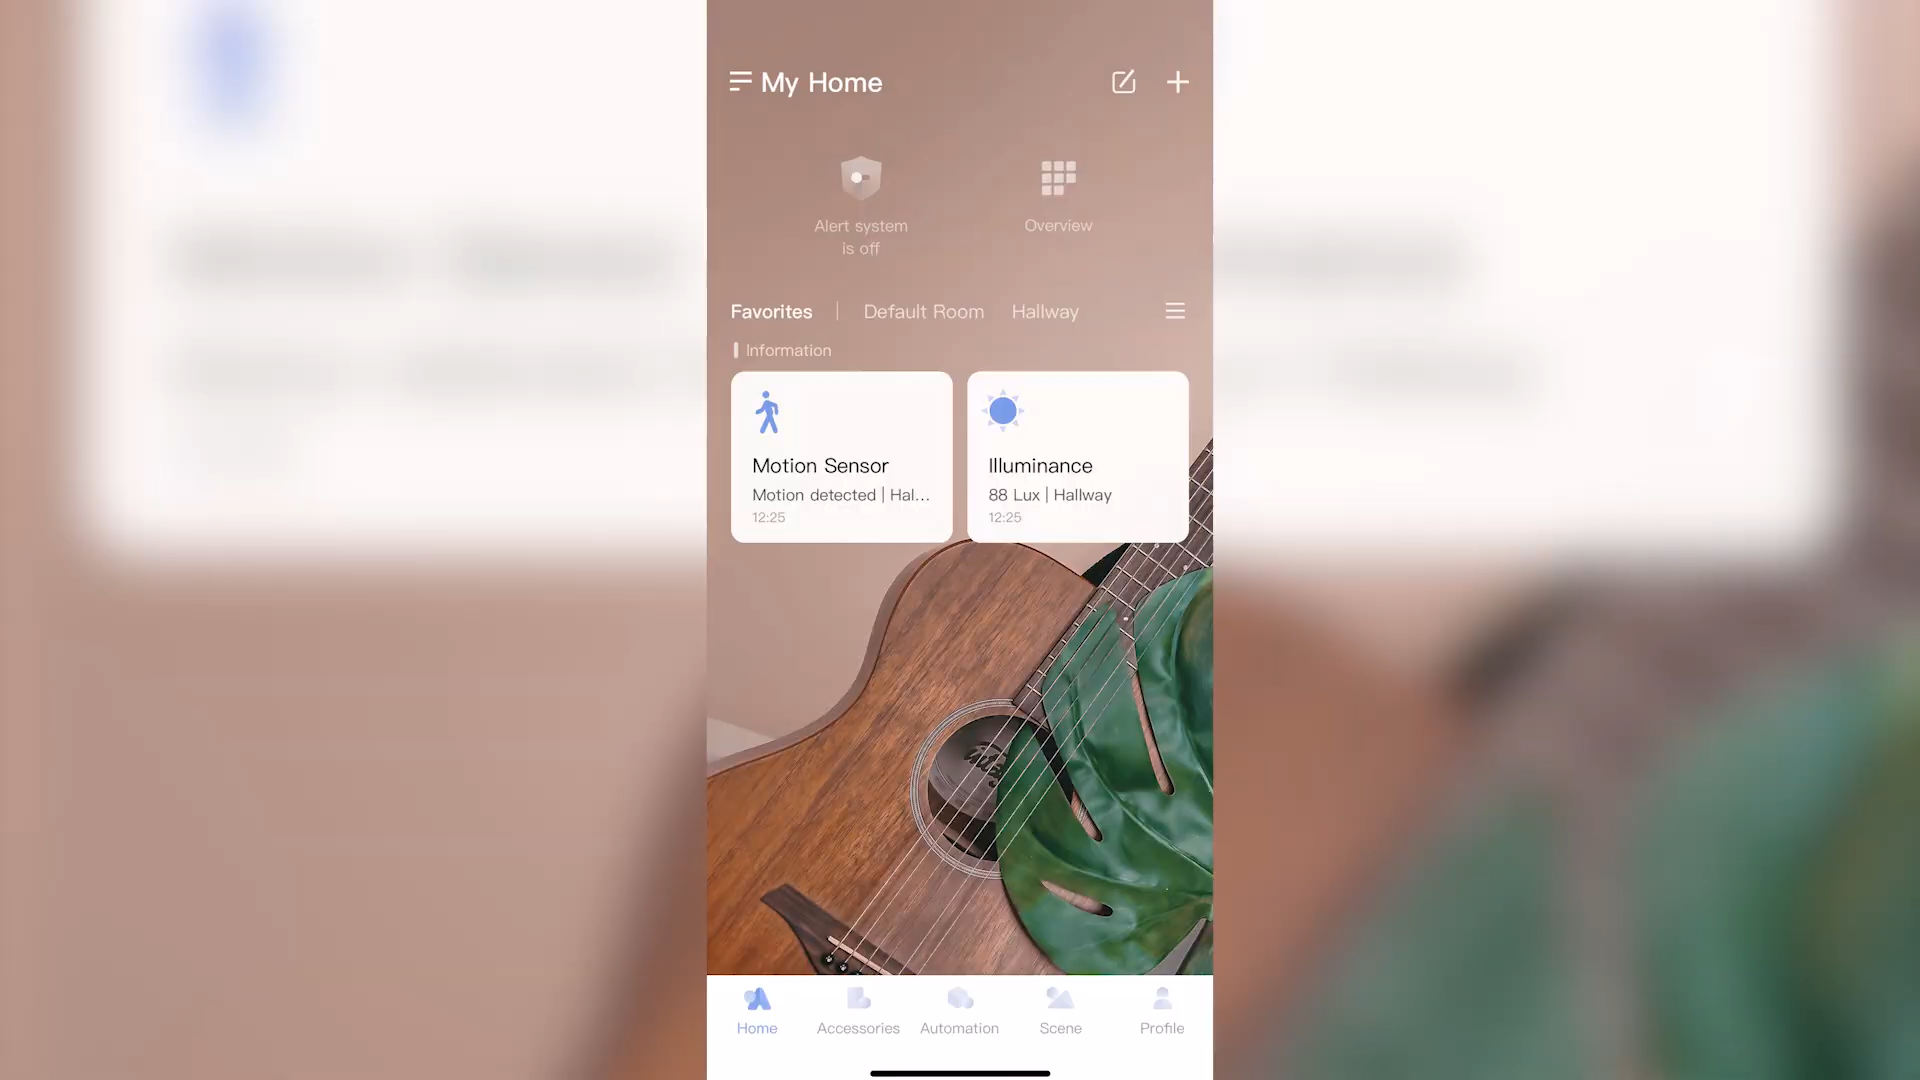 My Home
Alert system
is off
Overview
Favorites
Default Room
Hallway
Information
Motion Sensor
Motion detected | Hal...
12:25
Illuminance
88 Lux | Hallway
12:25
Home
Accessories
Automation
Scene
Profile